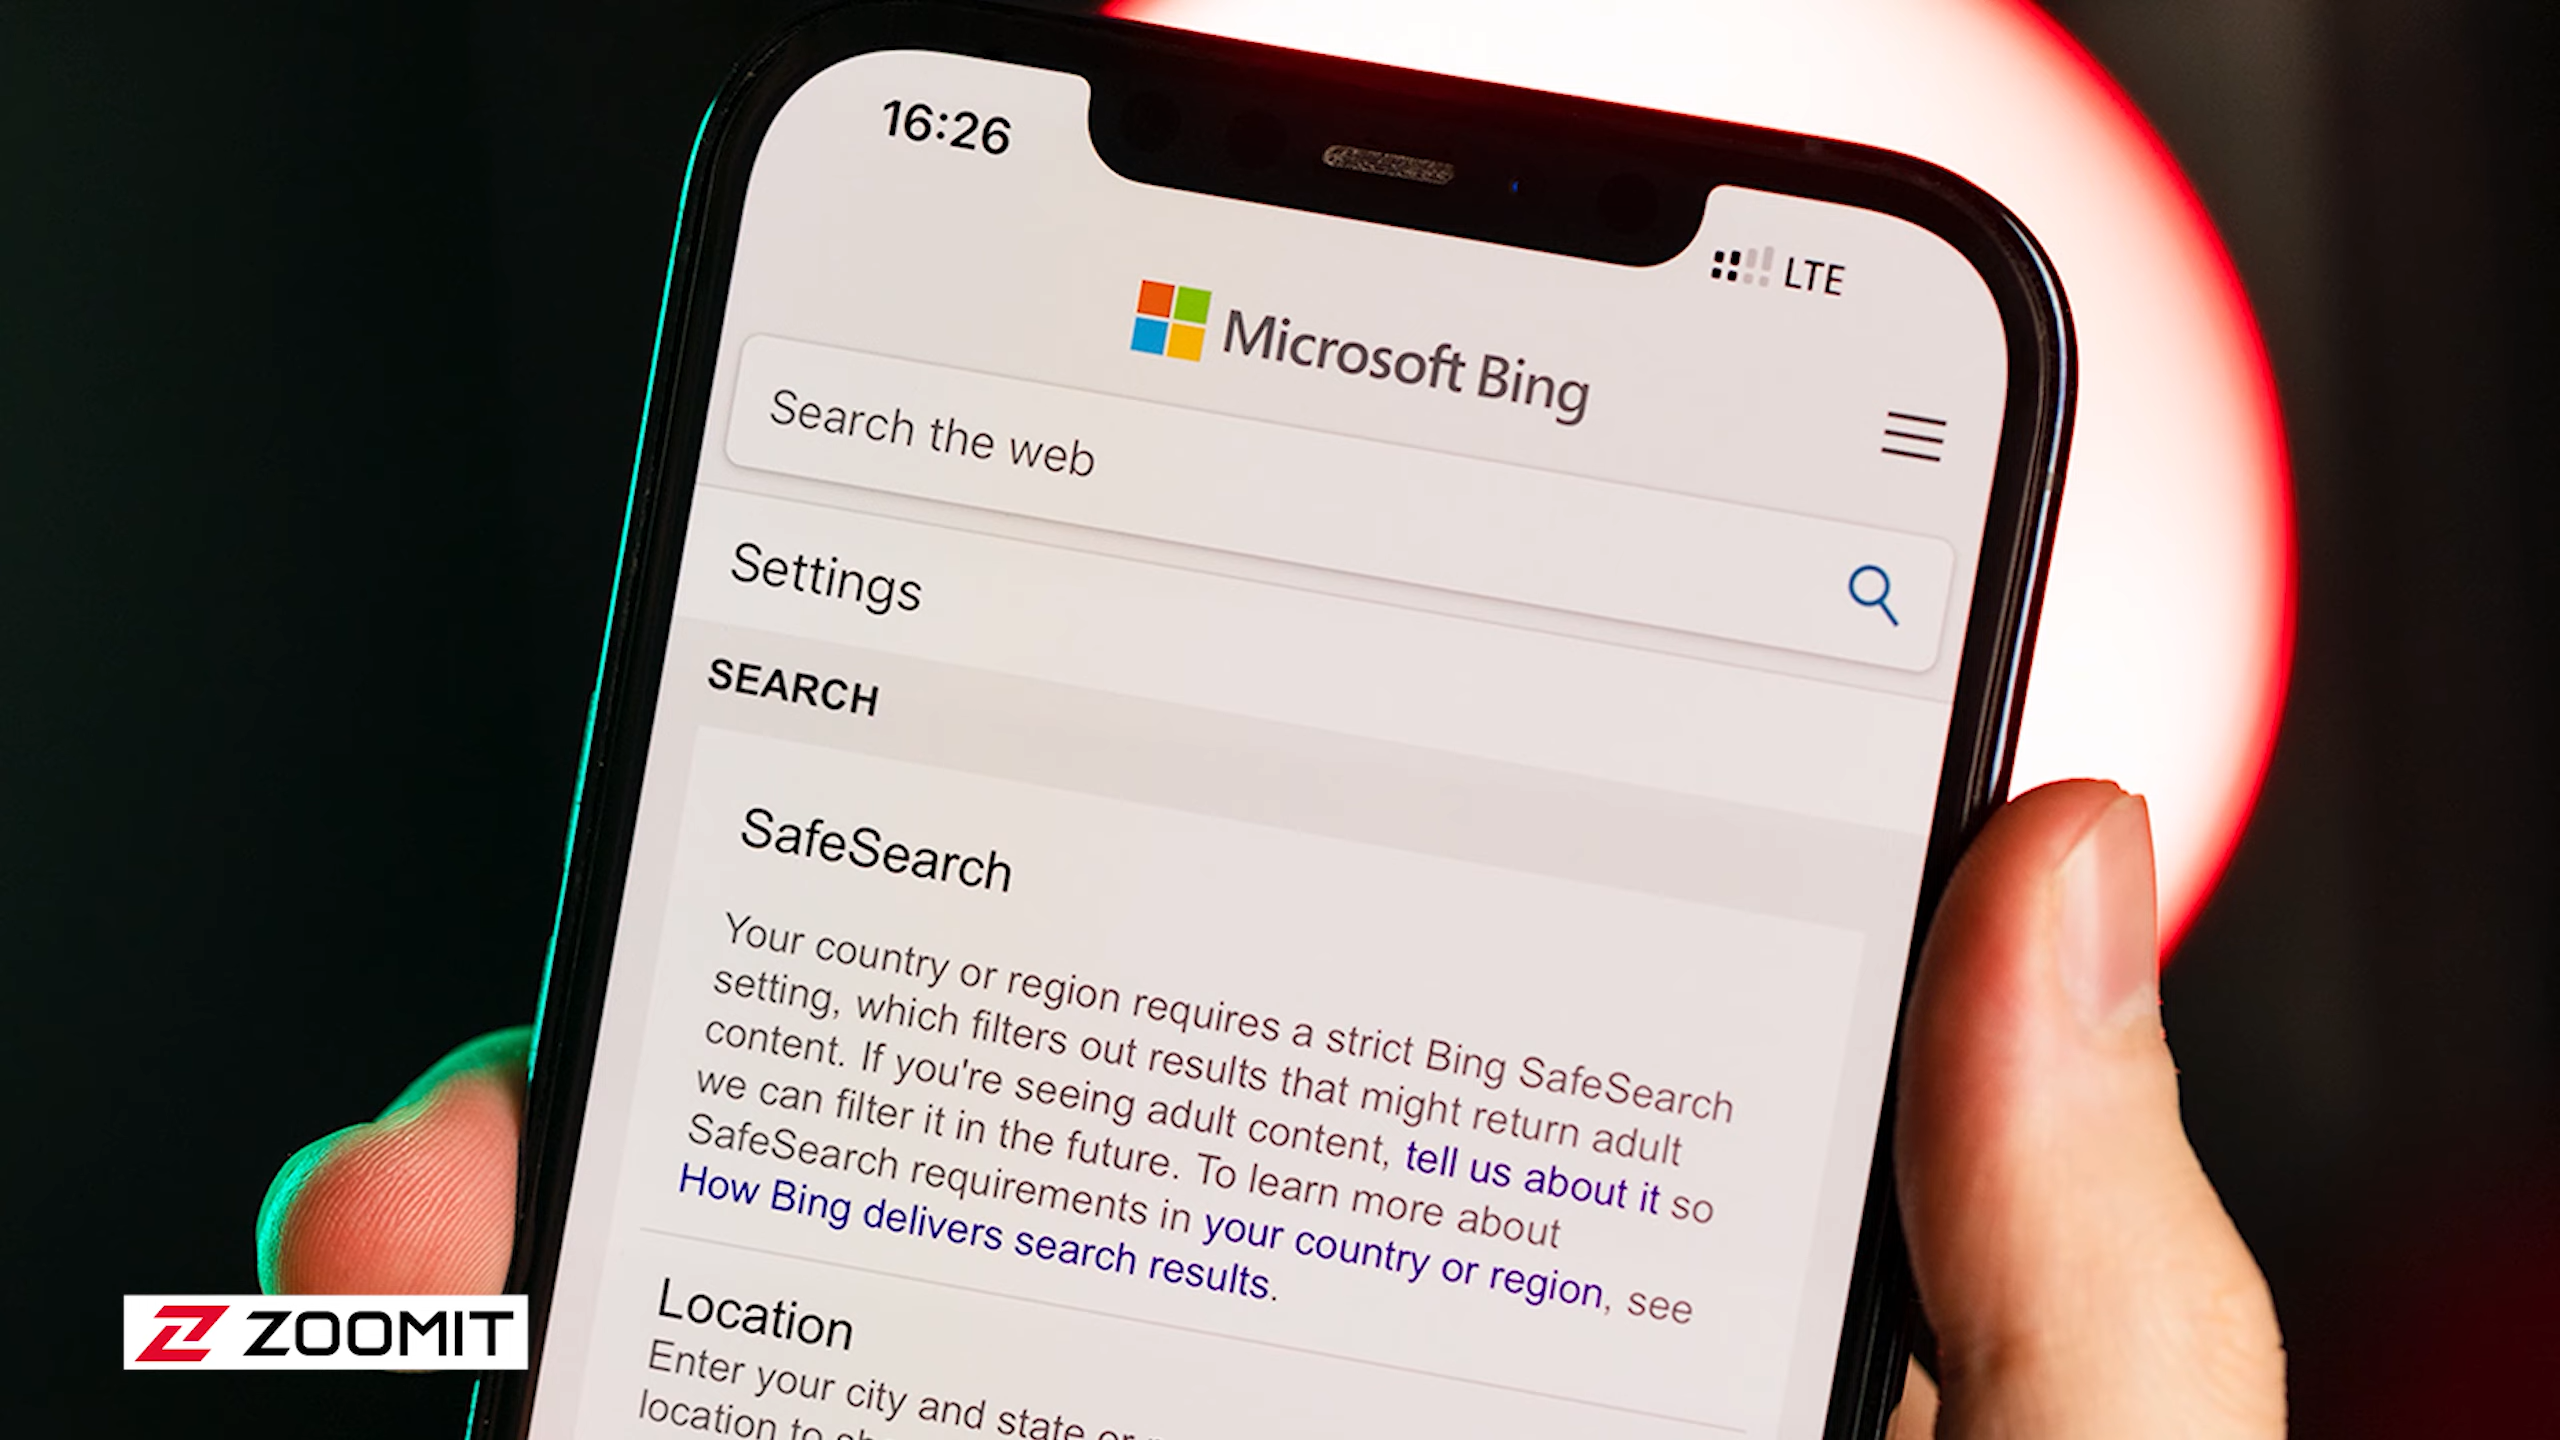 16:26
LTE
Microsoft Bing
Search the web
Settings
SEARCH
SafeSearch
Your country or region requires a strict Bing SafeSearch
setting, which filters out results that might return adult
content. If you're seeing adult content, tell us about it so
we can filter it in the future. To learn more about
SafeSearch requirements in your country or region, see
How Bing delivers search results.
Location
Enter your city and state or
location to
ZOOMIT